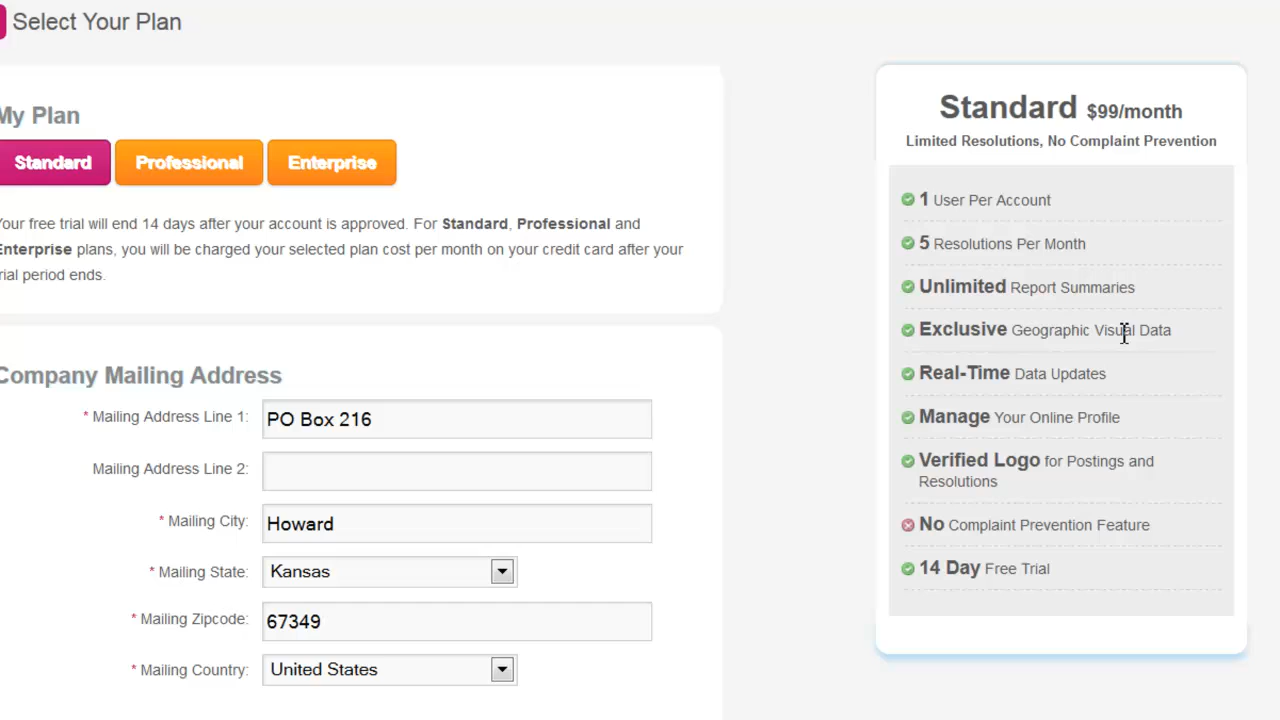 Select Your Plan
My Plan
Standard Professional Enterprise
Your free trial will end 14 days after your account is approved. For Standard, Professional and
Enterprise plans, you will be charged your selected plan cost per month on your credit card after your
trial period ends.
Company Mailing Address
* Mailing Address Line 1: PO Box 216
Mailing Address Line 2:
* Mailing City: Howard
* Mailing State: Kansas
* Mailing Zipcode: 67349
* Mailing Country: United States
Standard $99/month
Limited Resolutions, No Complaint Prevention
1 User Per Account
5 Resolutions Per Month
Unlimited Report Summaries
Exclusive Geographic Visual Data
Real-Time Data Updates
Manage Your Online Profile
Verified Logo for Postings and
Resolutions
No Complaint Prevention Feature
14 Day Free Trial